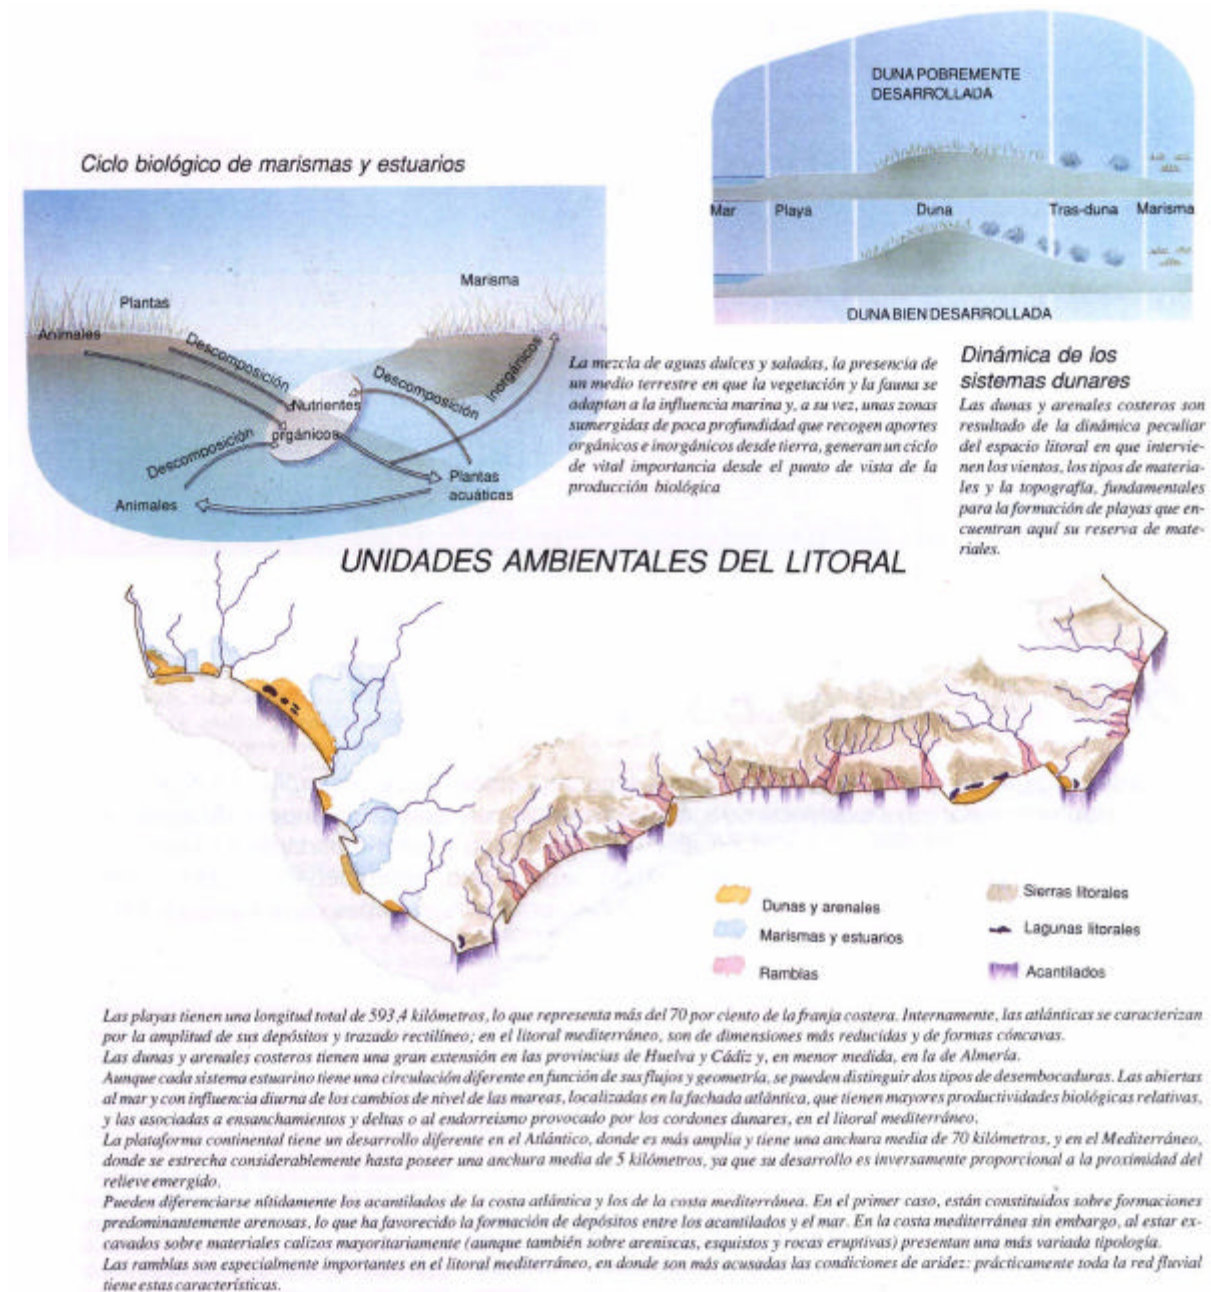 DUNA POBREMENTE
DESARROLLADA
Mar
Playa
Duna
Tras-duna
Marisma
DUNA BIEN DESARROLLADA
Ciclo biológico de marismas y estuarios
Marisma
Plantas
Animales
Descomposición
Descomposición
Inorgánicos
Nutrientes
orgánicos
Descomposición
Plantas
acuáticas
Animales
La mezcla de aguas dulces y saladas, la presencia de
un medio terrestre en que la vegetación y la fauna se
adaptan a la influencia marina y, a su vez, unas zonas
sumergidas de poca profundidad que recogen aportes
orgánicos e inorgánicos desde tierra, generan un ciclo
de vital importancia desde el punto de vista de la
producción biológica
Dinámica de los
sistemas dunares
Las dunas y arenales costeros son
resultado de la dinámica peculiar
del espacio litoral en que intervie-
nen los vientos, los tipos de materia-
les y la topografía, fundamentales
para la formación de playas que en-
cuentran aquí su reserva de mate-
riales.
UNIDADES AMBIENTALES DEL LITORAL
Dunas y arenales
Marismas y estuarios
Ramblas
Sierras litorales
Lagunas litorales
Acantilados
Las playas tienen una longitud total de 593,4 kilómetros, lo que representa más del 70 por ciento de la franja costera. Internamente, las atlánticas se caracterizan
por la amplitud de sus depósitos y trazado rectilíneo; en el litoral mediterráneo, son de dimensiones más reducidas y de formas cóncavas.
Las dunas y arenales costeros tienen una gran extensión en las provincias de Huelva y Cádiz y, en menor medida, en la de Almería.
Aunque cada sistema estuarino tiene una circulación diferente en función de sus flujos y geometría, se pueden distinguir dos tipos de desembocaduras. Las abiertas
al mar y con influencia diurna de los cambios de nivel de las mareas, localizadas en la fachada atlántica, que tienen mayores productividades biológicas relativas,
y las asociadas a ensanchamientos y deltas o al endorreísmo provocado por los cordones dunares, en el litoral mediterráneo.
La plataforma continental tiene un desarrollo diferente en el Atlántico, donde es más amplia y tiene una anchura media de 70 kilómetros, y en el Mediterráneo,
donde se estrecha considerablemente hasta poseer una anchura media de 5 kilómetros, ya que su desarrollo es inversamente proporcional a la proximidad del
relieve emergido.
Pueden diferenciarse nítidamente los acantilados de la costa atlántica y los de la costa mediterránea. En el primer caso, están constituidos sobre formaciones
predominantemente arenosas, lo que ha favorecido la formación de depósitos entre los acantilados y el mar. En la costa mediterránea sin embargo, al estar ex-
cavados sobre materiales calizos mayoritariamente (aunque también sobre areniscas, esquistos y rocas eruptivas) presentan una más variada tipología.
Las ramblas son especialmente importantes en el litoral mediterráneo, en donde son más acusadas las condiciones de aridez: prácticamente toda la red fluvial
tiene estas características.